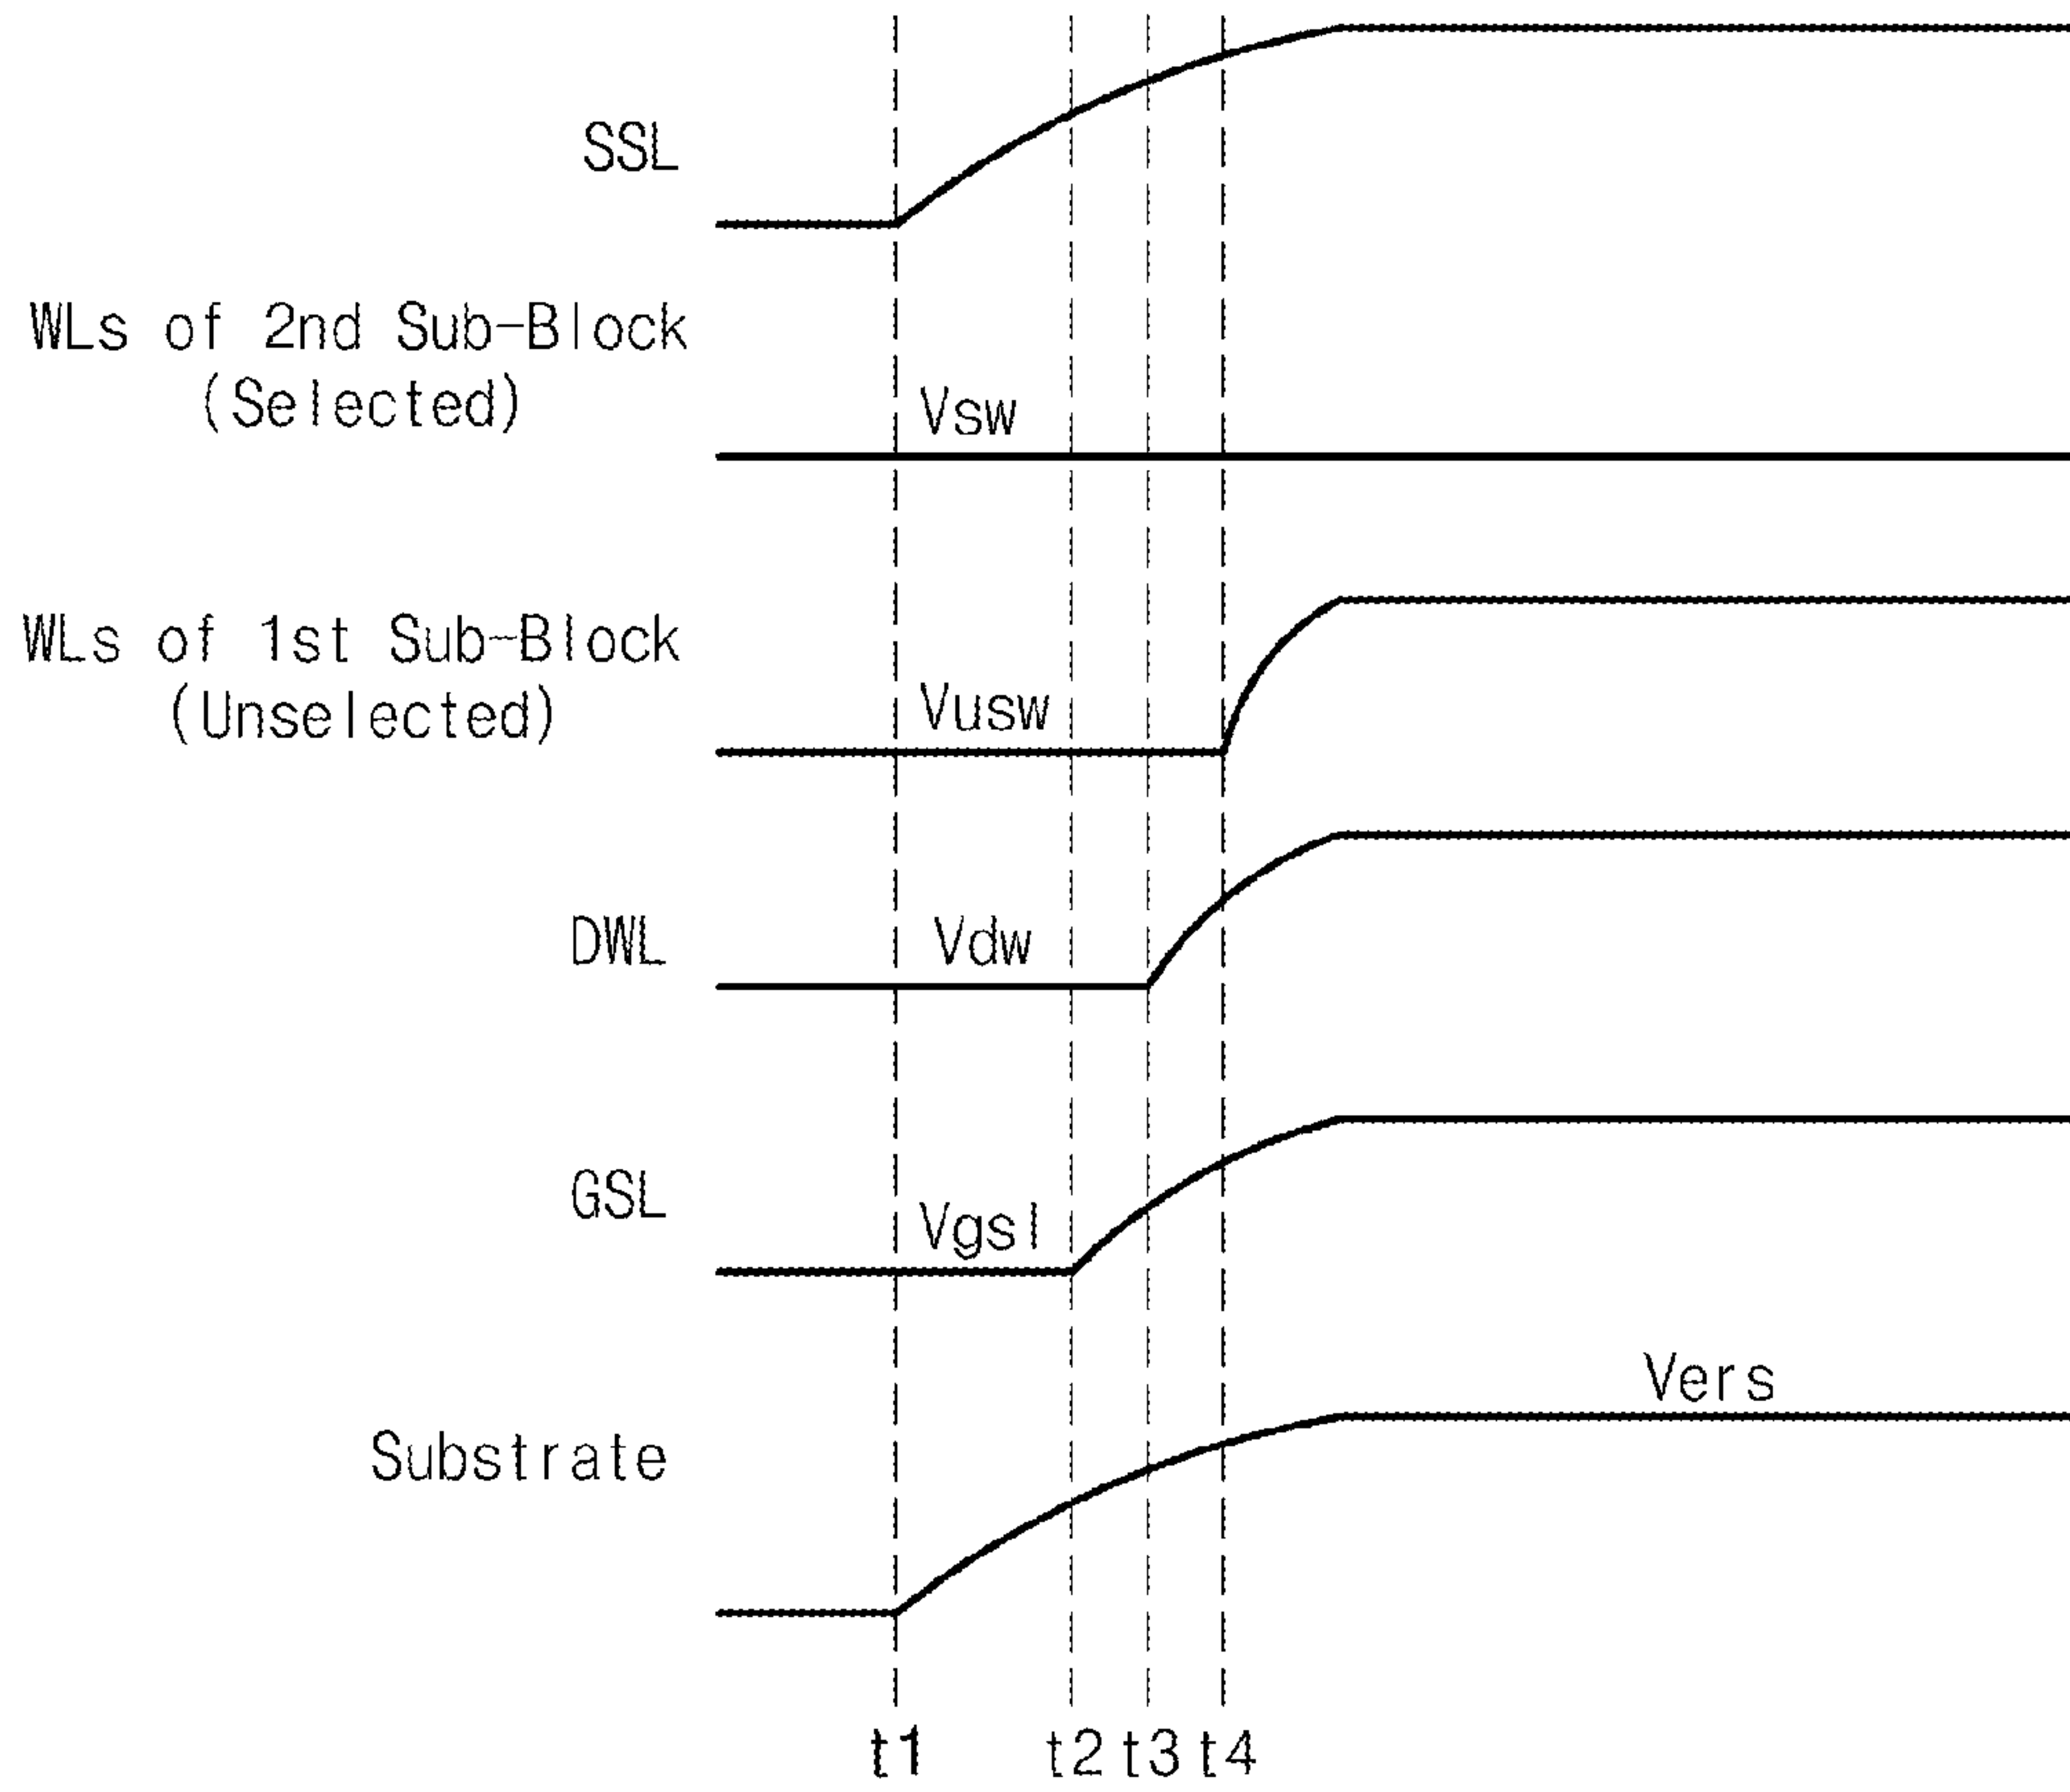 SSL
WLs of 2nd Sub-Block
(Selected)
Vsw
WLs of 1st Sub-Block
(Unselected)
Vusw
DWL
Vdw
GSL
Vgsl
Vers
Substrate
t1 t2 t3 t4